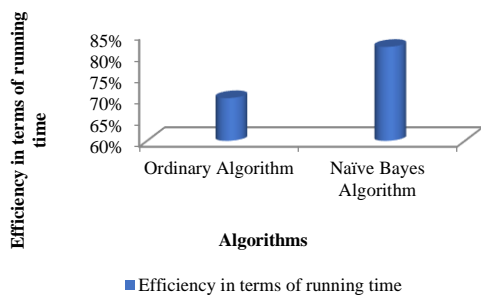 Efficiency in terms of running
time
85%
80%
75%
70%
65%
60%
Ordinary Algorithm
Naïve Bayes
Algorithm
Algorithms
Efficiency in terms of running time